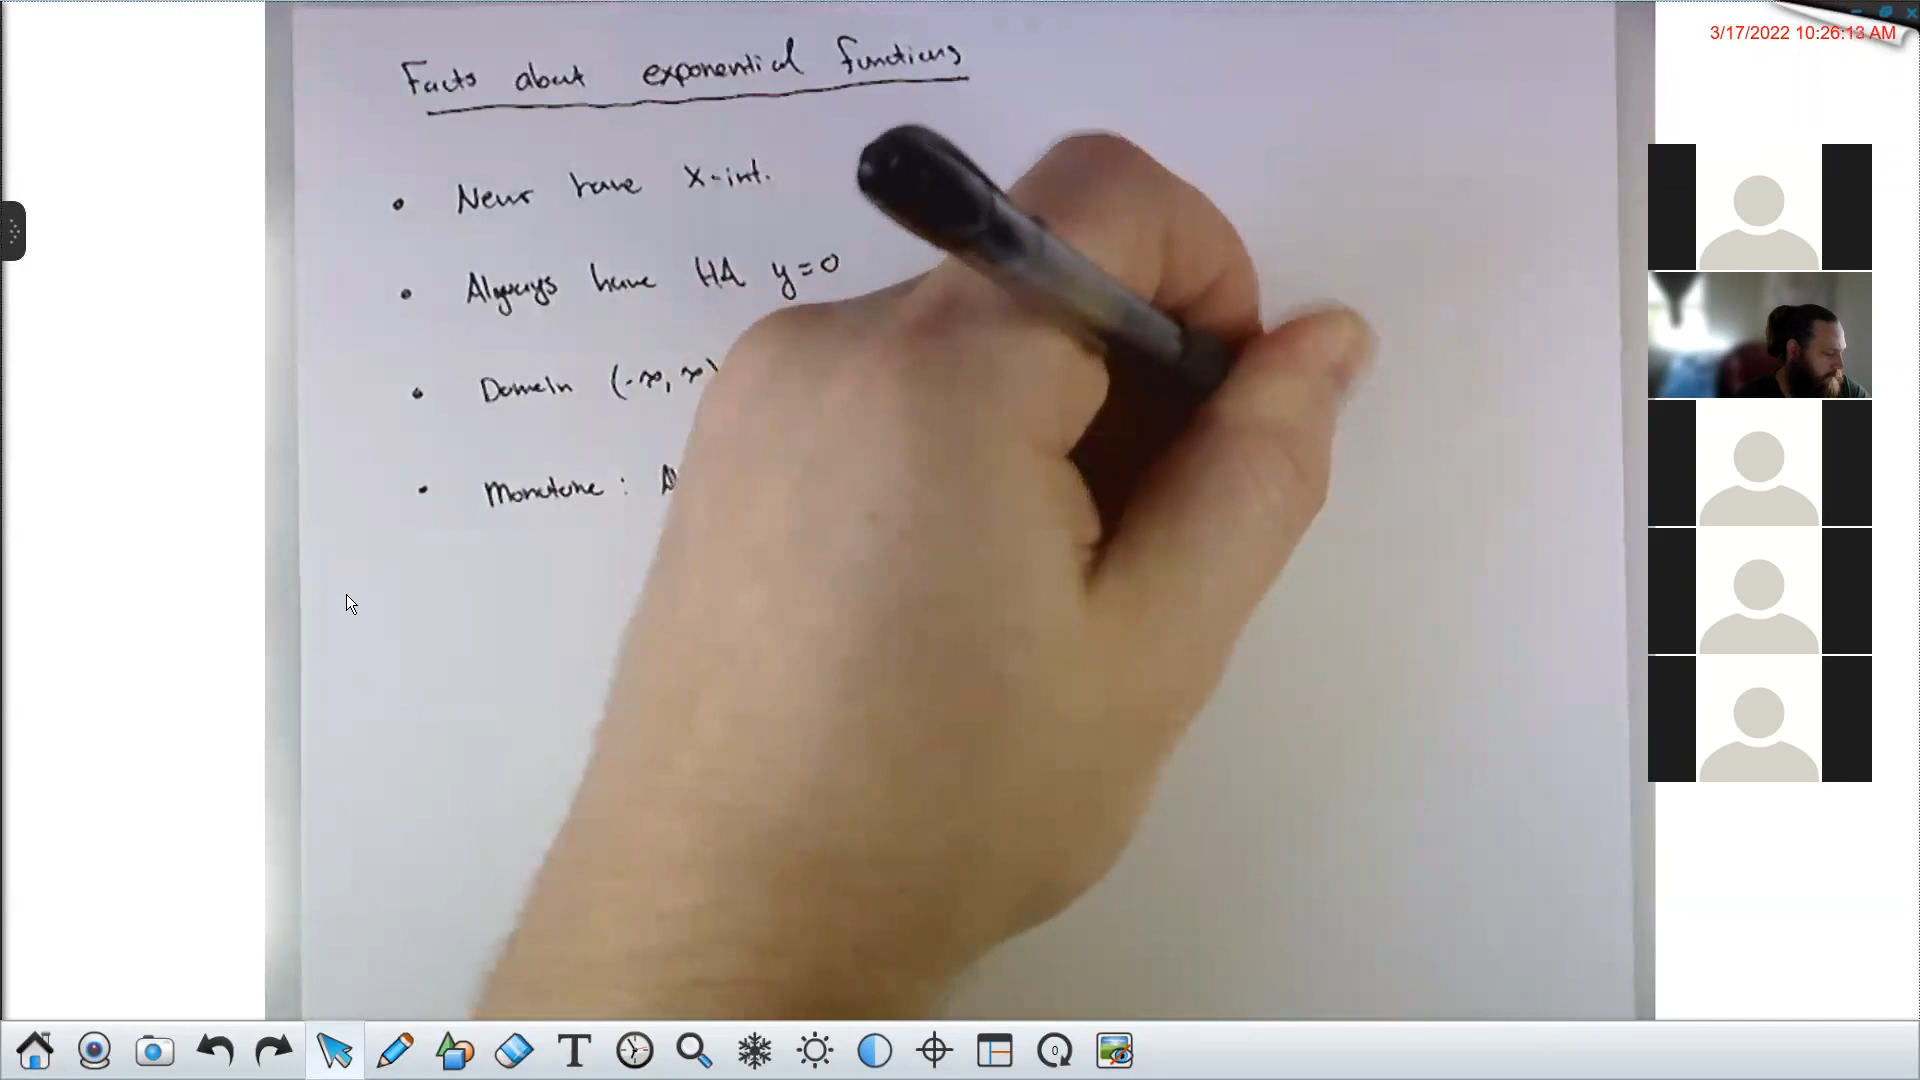 3/17/2022 10:26:13 AM
Facts about exponential functions
• Never have X-int.
• Always have HA y=0
• Domain (-∞, ∞)
• Monotone :
T
0